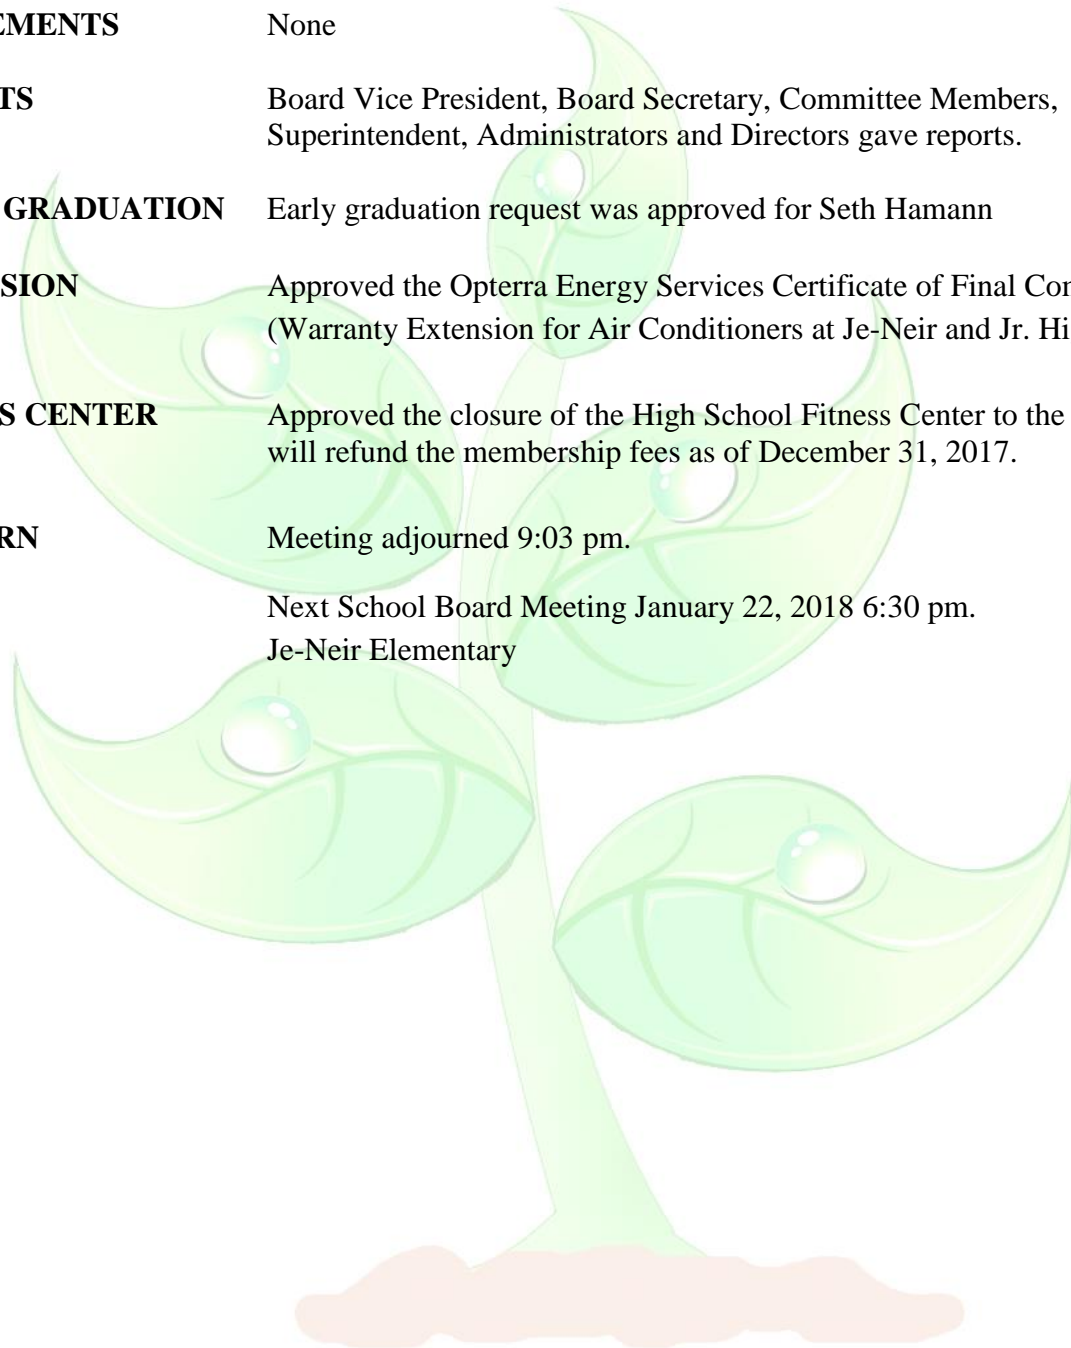 EMENTS None
TS Board Vice President, Board Secretary, Committee Members,
Superintendent, Administrators and Directors gave reports.
GRADUATION Early graduation request was approved for Seth Hamann
SION Approved the Opterra Energy Services Certificate of Final Con
(Warranty Extension for Air Conditioners at Je-Neir and Jr. Hi
S CENTER Approved the closure of the High School Fitness Center to the
will refund the membership fees as of December 31, 2017.
RN Meeting adjourned 9:03 pm.
Next School Board Meeting January 22, 2018 6:30 pm.
Je-Neir Elementary